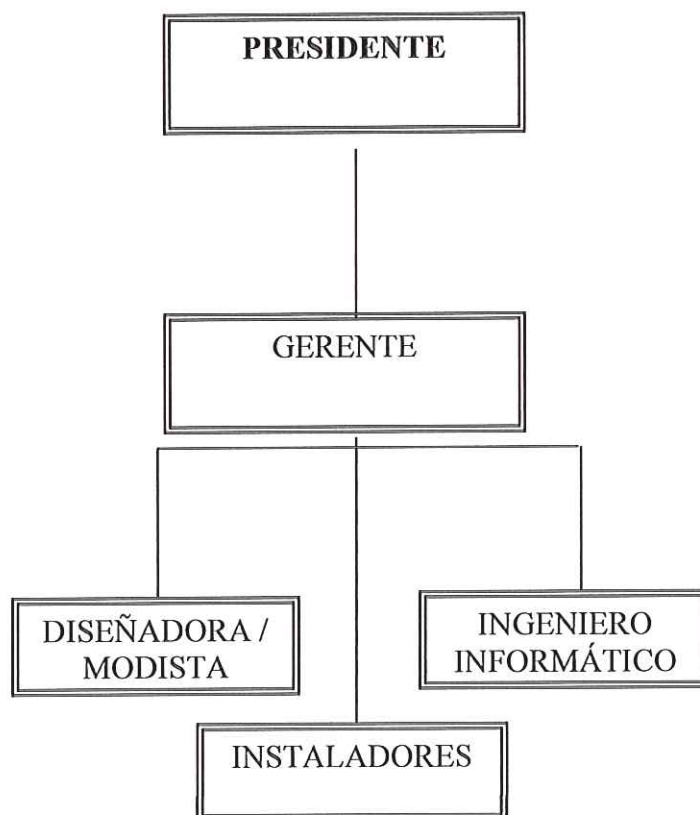 PRESIDENTE
GERENTE
DISEÑADORA /
MODISTA
INGENIERO
INFORMÁTICO
INSTALADORES